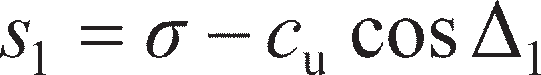 s₁ = σ − cᵤ cos Δ₁